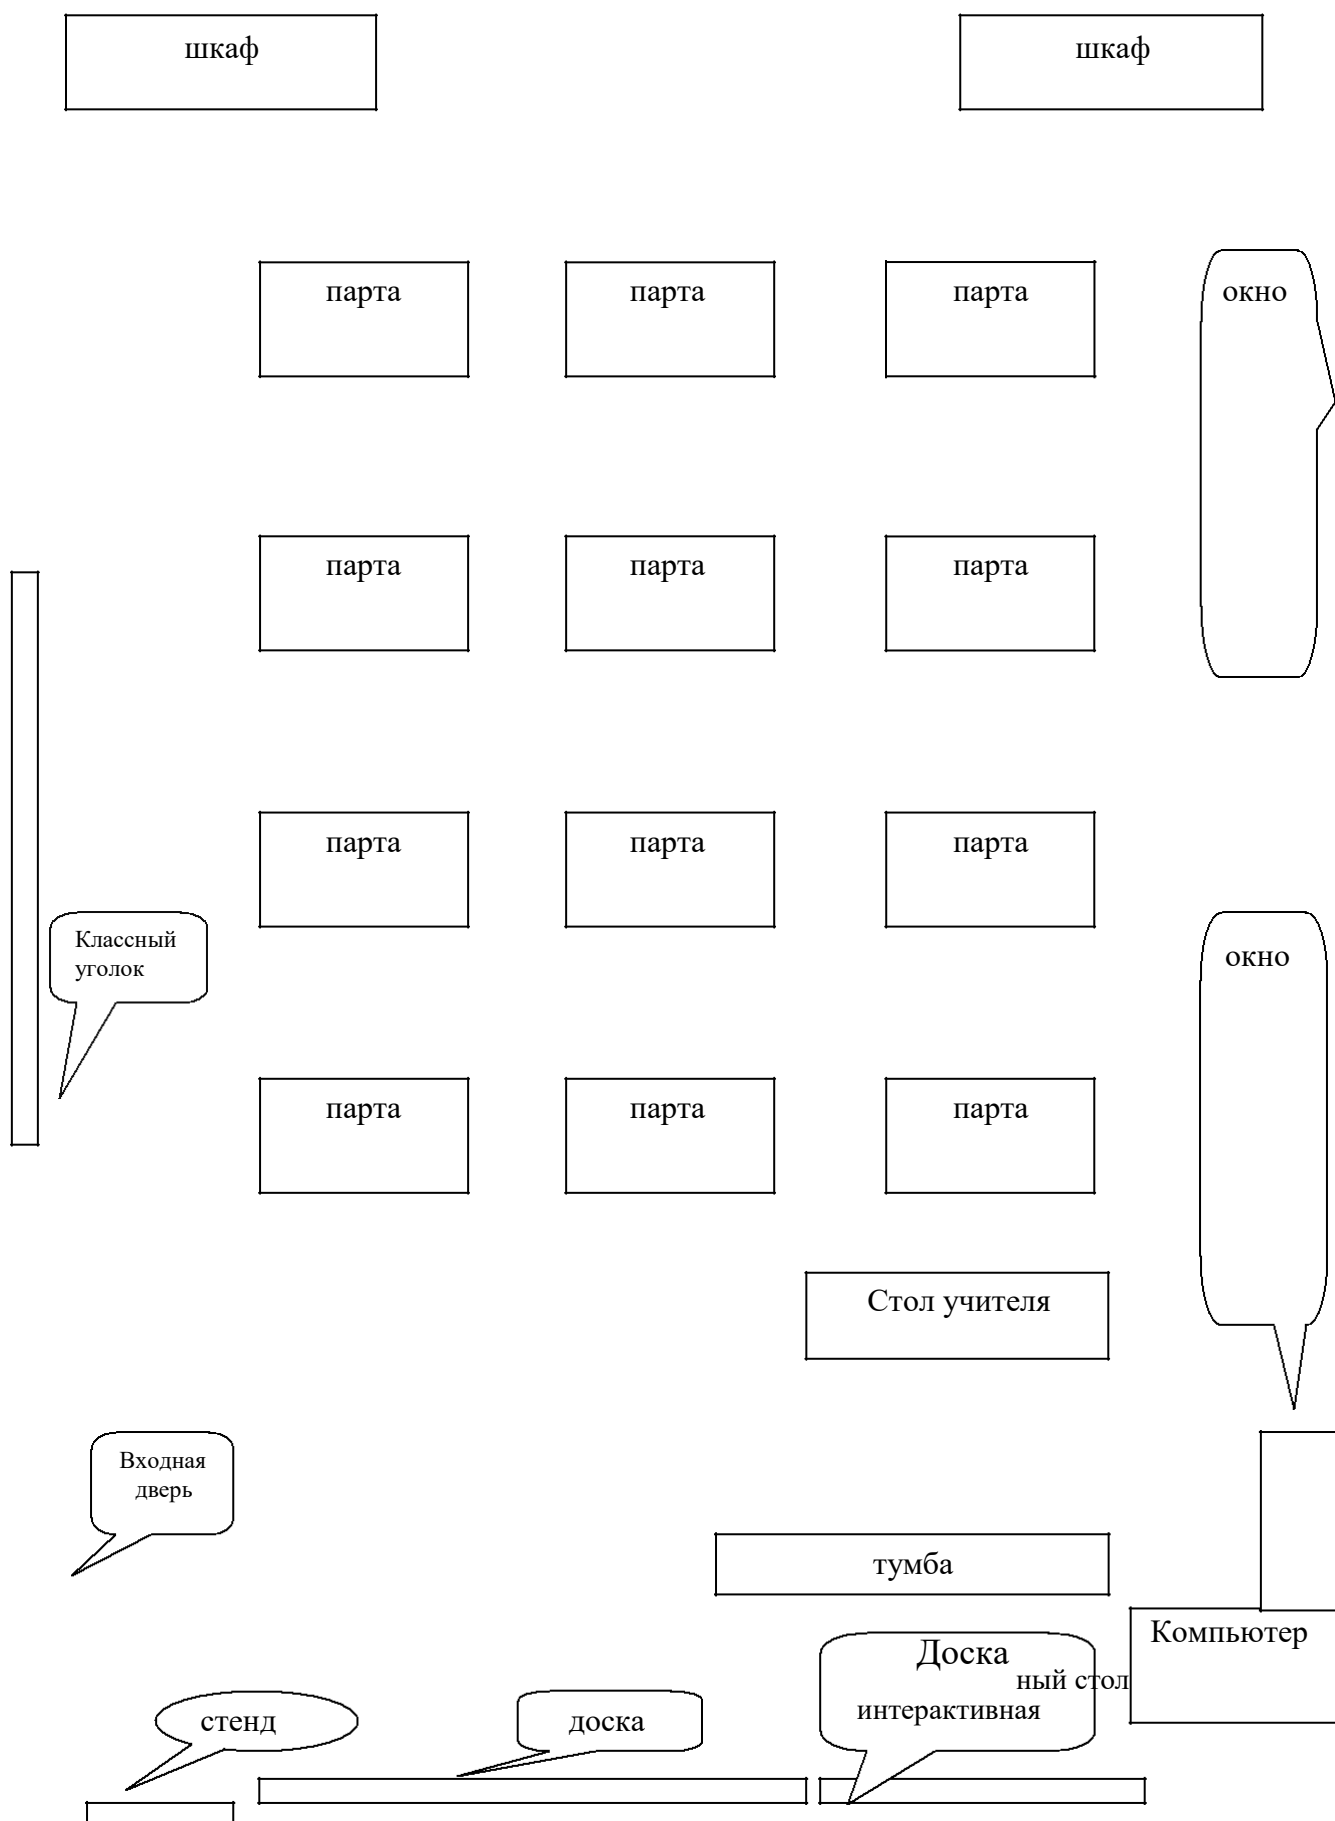 шкаф
шкаф
парта
парта
парта
окно
парта
парта
парта
парта
парта
парта
Классный
уголок
окно
парта
парта
парта
Стол учителя
Входная
дверь
тумба
Компьютер
ный стол
Доска
интерактивная
стенд
доска